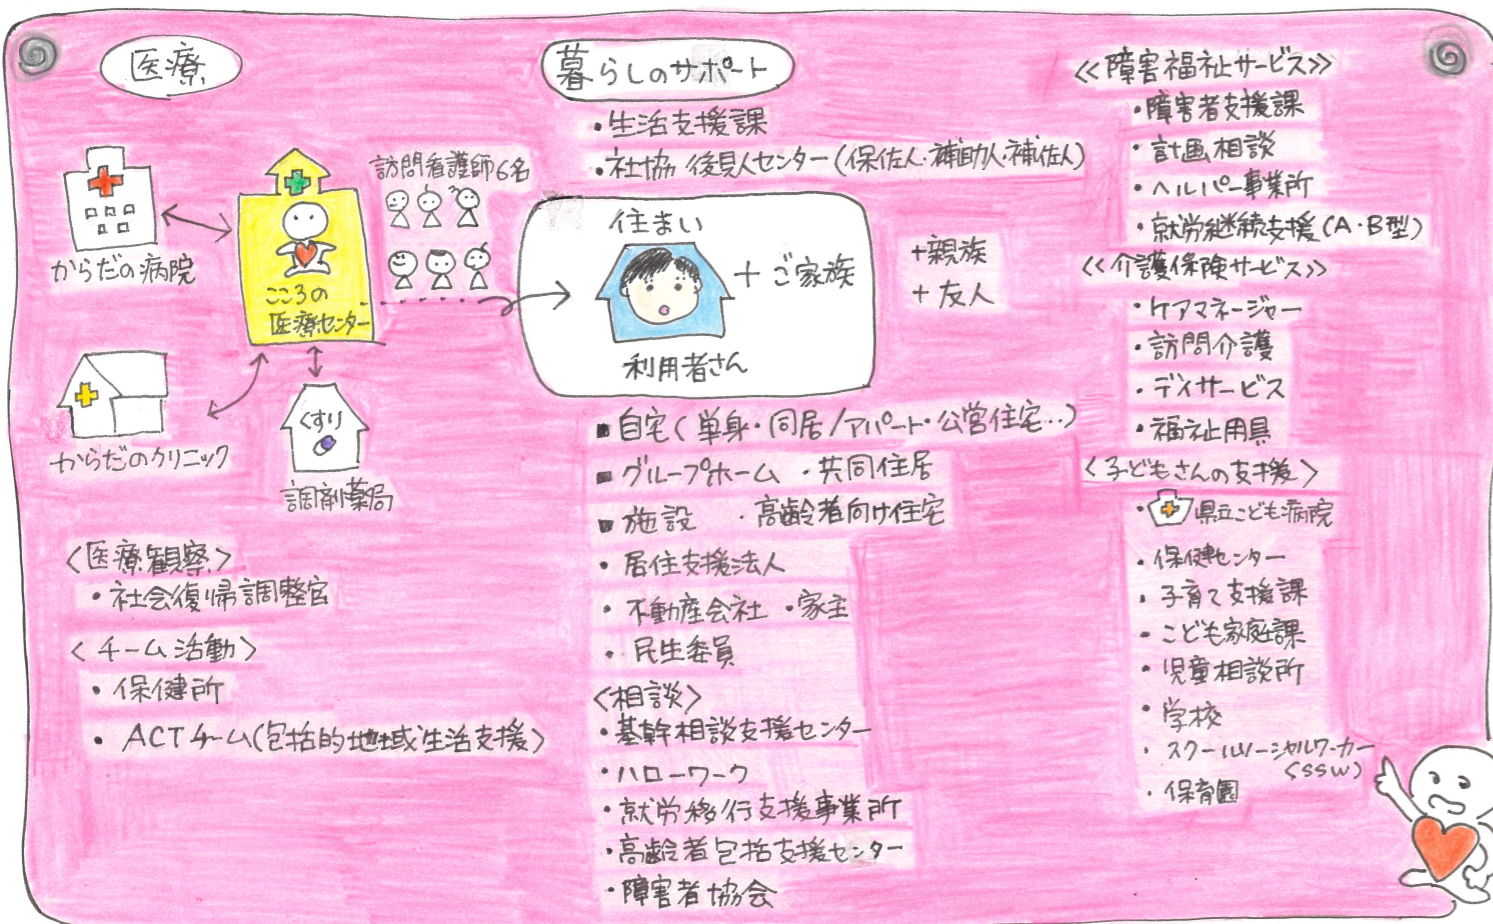 医療
からだの病院
こころの
医療センター
訪問看護師6名
からだのクリニック
くすり
調剤薬局
<医療観察>
・社会復帰調整官
<チーム活動>
・保健所
・ACTチーム(包括的地域生活支援)
暮らしのサポート
・生活支援課
・社協 後見人センター(保佐人・補助人・補佐人)
住まい
+ご家族
利用者さん
+親族
+友人
■自宅(単身・同居/アパート・公営住宅…)
■グループホーム ・共同住居
■施設 ・高齢者向け住宅
・居住支援法人
・不動産会社 ・家主
・民生委員
<相談>
・基幹相談支援センター
・ハローワーク
・就労移行支援事業所
・高齢者包括支援センター
・障害者協会
<<障害福祉サービス>>
・障害者支援課
・計画相談
・ヘルパー事業所
・就労継続支援(A・B型)
<<介護保険サービス>>
・ケアマネージャー
・訪問介護
・デイサービス
・福祉用具
<子どもさんの支援>
・県立こども病院
・保健センター
・子育て支援課
・こども家庭課
・児童相談所
・学校
・スクールソーシャルワーカー
(SSW)
・保育園